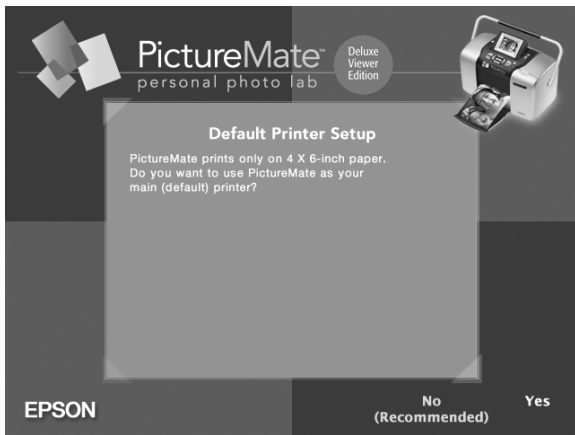 PictureMate™
personal photo lab
Deluxe
Viewer
Edition
Default Printer Setup
PictureMate prints only on 4 X 6-inch paper.
Do you want to use PictureMate as your
main (default) printer?
EPSON
No
(Recommended)
Yes